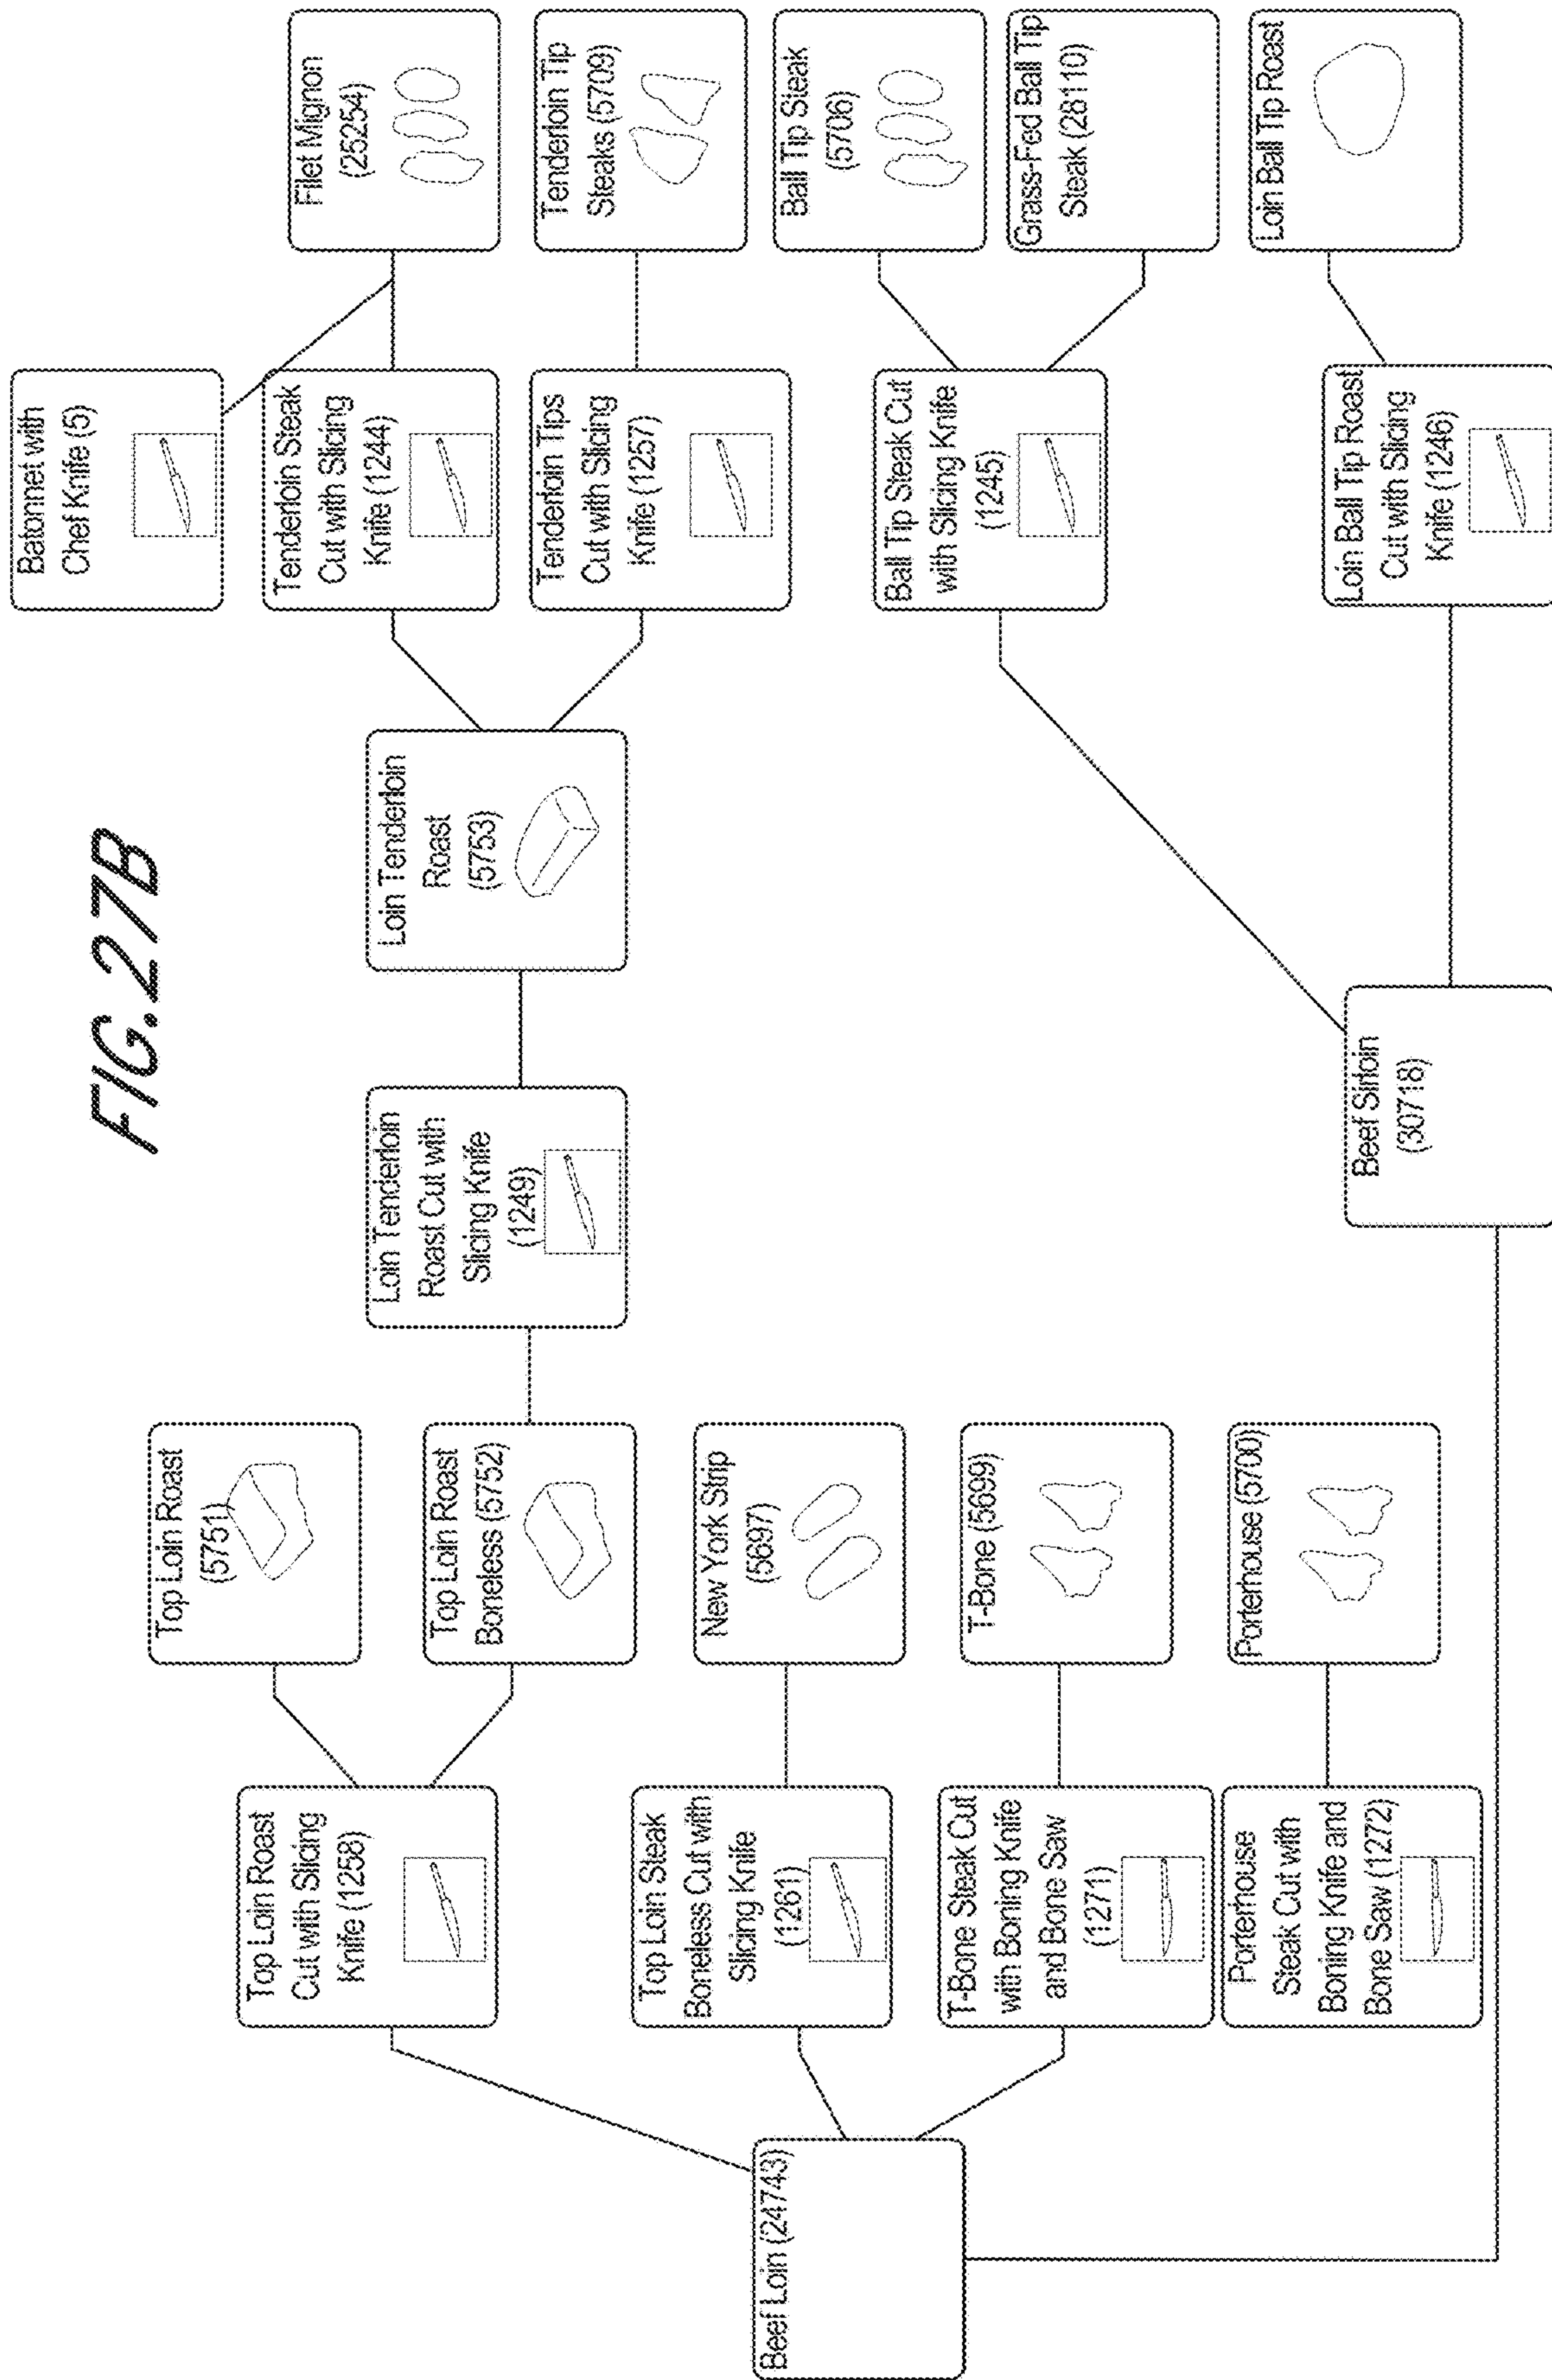 FIG. 27B
Beef Loin (24743)
Top Loin Roast
Cut with Slicing
Knife (1258)
Top Loin Steak
Boneless Cut with
Slicing Knife
(1261)
T-Bone Steak Cut
with Boning Knife
and Bone Saw
(1271)
Porterhouse
Steak Cut with
Boning Knife and
Bone Saw (1272)
Top Loin Roast
(5751)
Top Loin Roast
Boneless (5752)
New York Strip
(5697)
T-Bone (5699)
Porterhouse (5700)
Loin Tenderloin
Roast Cut with
Slicing Knife
(1249)
Beef Sirloin
(30718)
Loin Tenderloin
Roast
(5753)
Batonnet with
Chef Knife (5)
Tenderloin Steak
Cut with Slicing
Knife (1244)
Tenderloin Tips
Cut with Slicing
Knife (1257)
Ball Tip Steak Cut
with Slicing Knife
(1245)
Loin Ball Tip Roast
Cut with Slicing
Knife (1246)
Filet Mignon
(25254)
Tenderloin Tip
Steaks (5709)
Ball Tip Steak
(5706)
Grass-Fed Ball Tip
Steak (28110)
Loin Ball Tip Roast